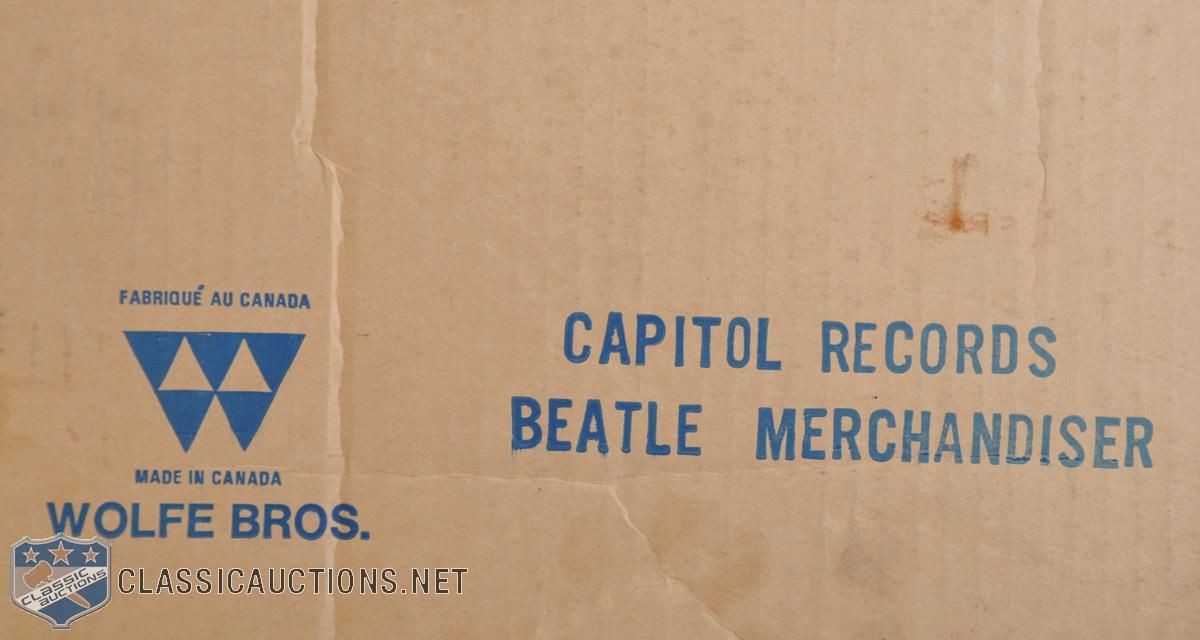 FABRIQUÉ AU CANADA
MADE IN CANADA
WOLFE BROS.
CAPITOL RECORDS
BEATLE MERCHANDISER
CLASSIC
AUCTIONS
CLASSICAUCTIONS.NET